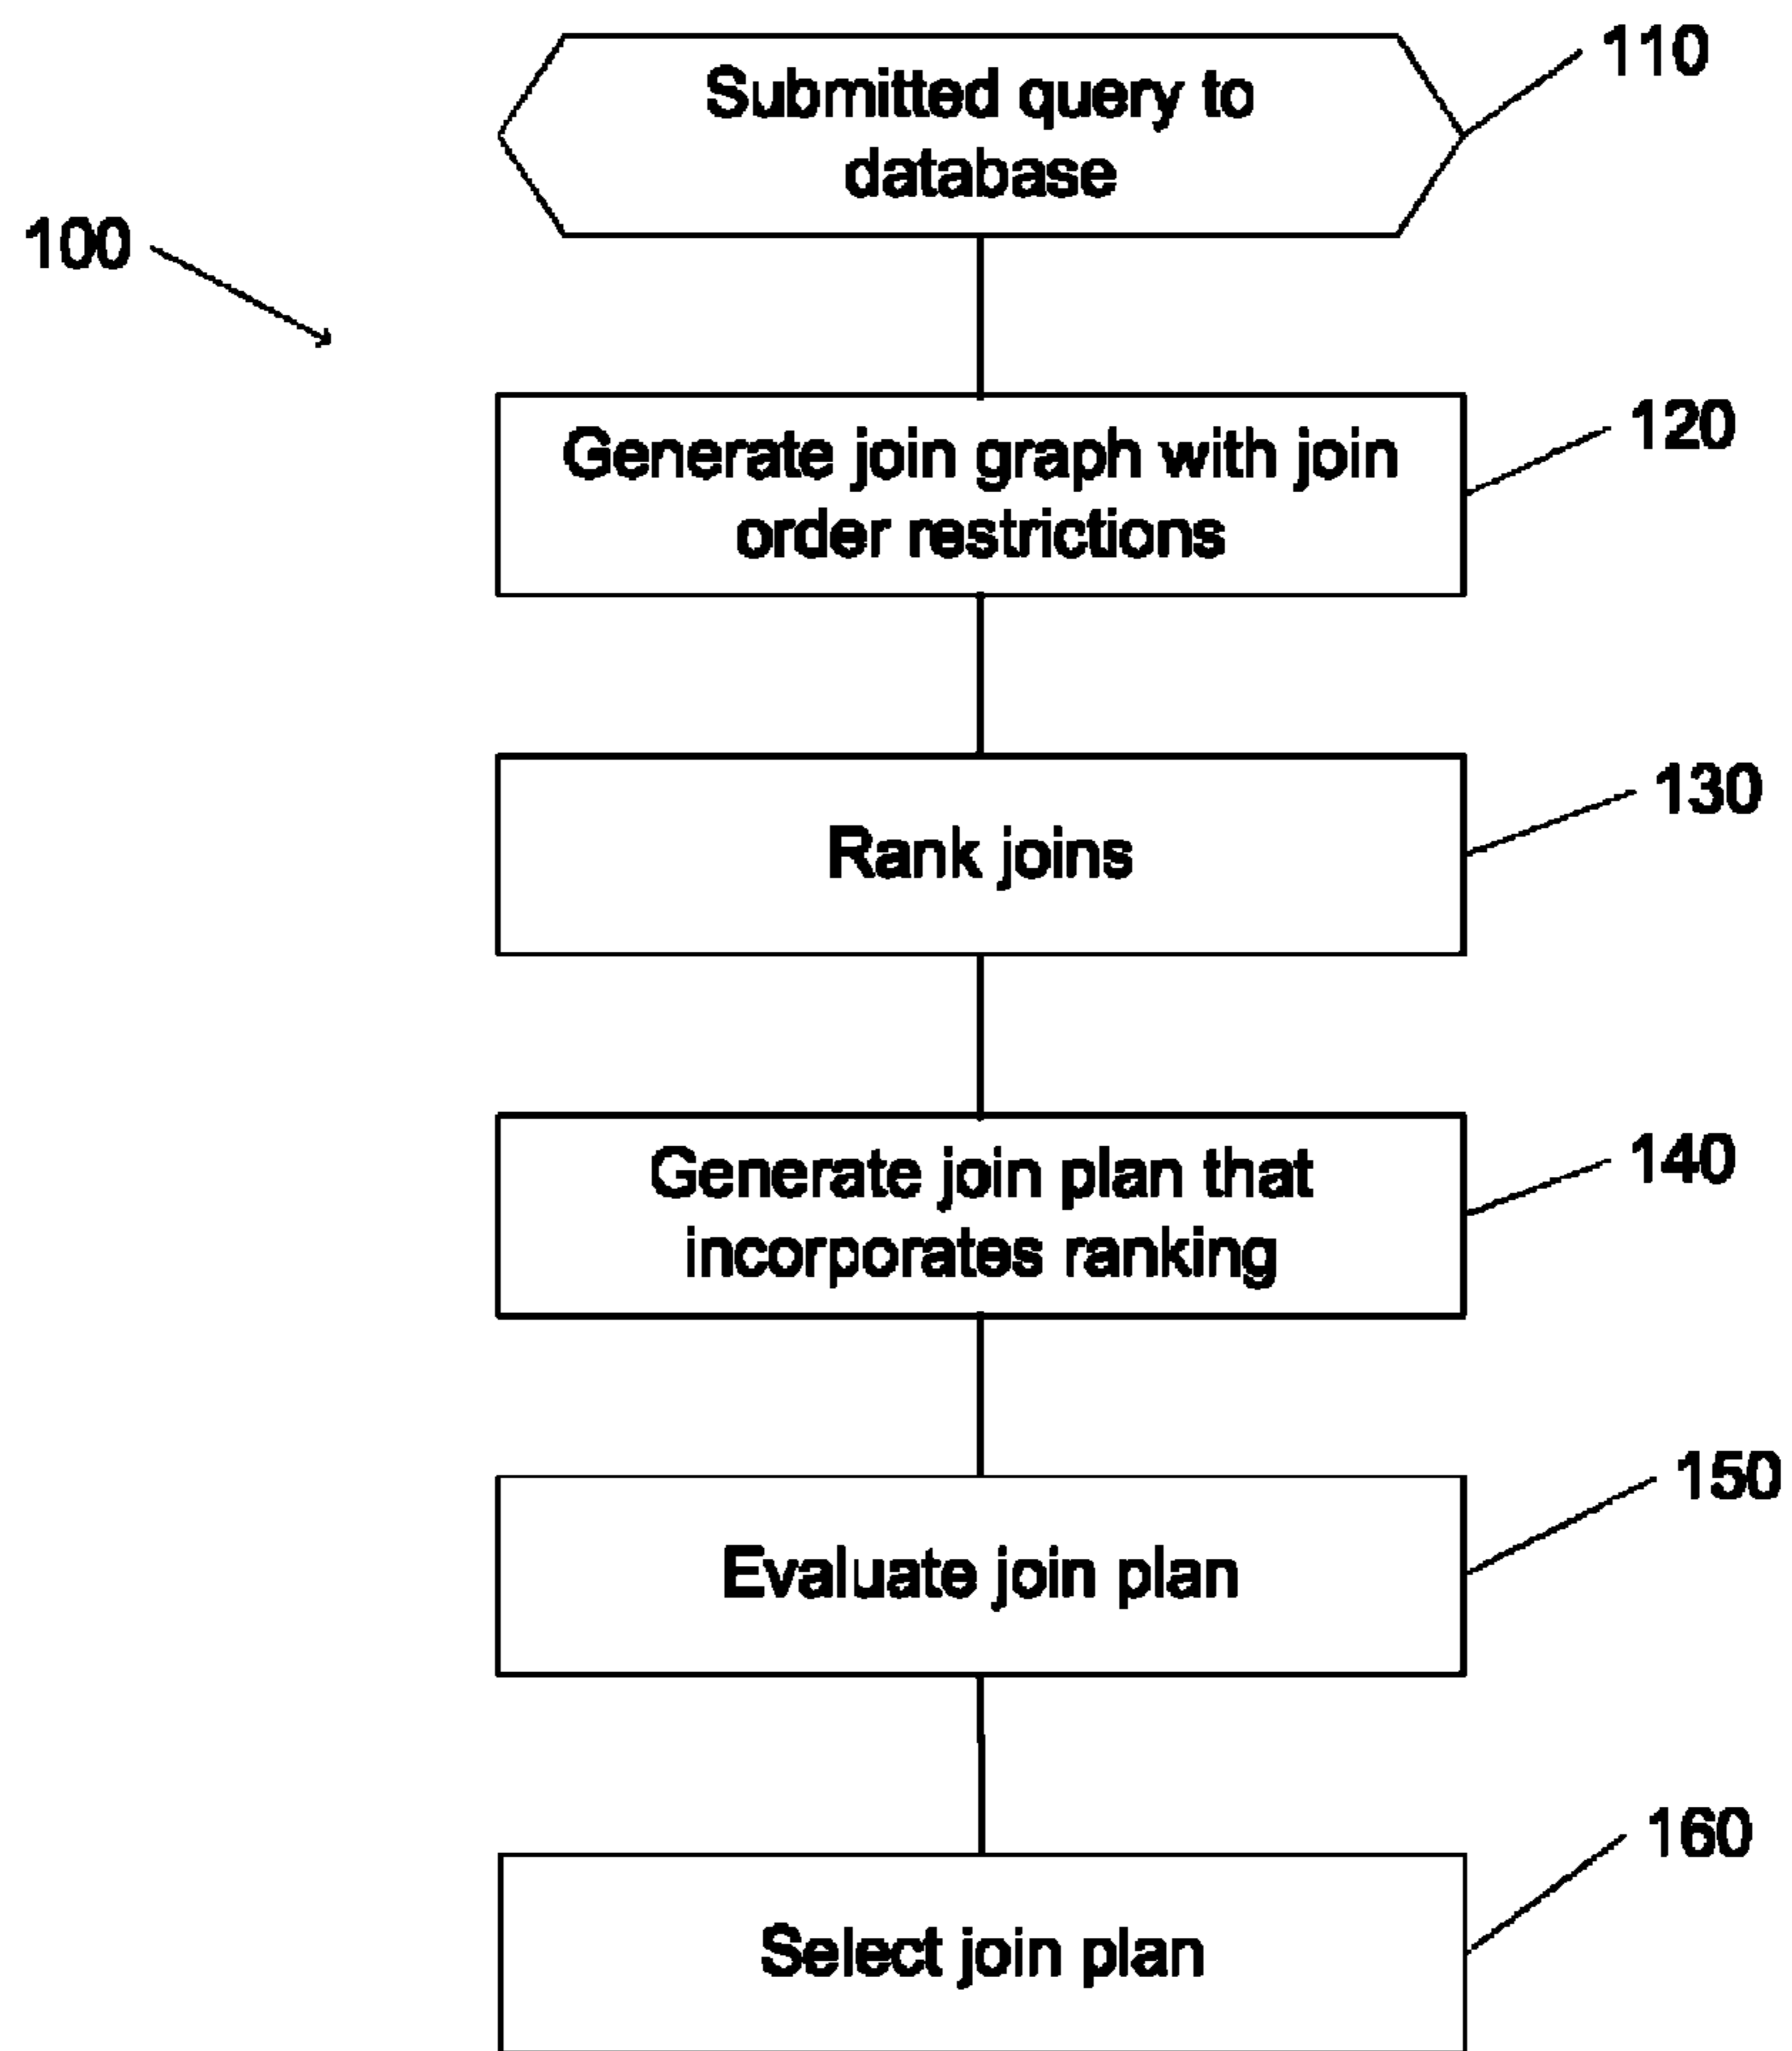 110
Submitted query to
database
100
120
Generate join graph with join
order restrictions
130
Rank joins
140
Generate join plan that
incorporates ranking
150
Evaluate join plan
160
Select join plan